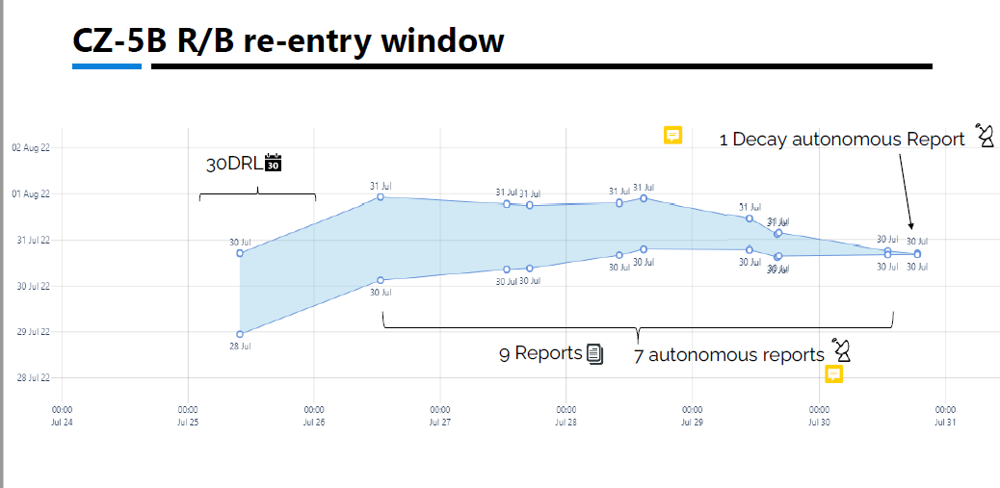 CZ-5B R/B re-entry window
1 Decay autonomous Report
02 Aug 22
30DRL
30
31 Jul
31 Jul
31 Jul
31 Jul
31 Jul
01 Aug 22
31 Jul
31 Jul
30 Jul
30 Jul
30 Jul
31 Jul 22
30 Jul
30 Jul
30 Jul
30 Jul
30 Jul
30 Jul
30 Jul
30 Jul
30 Jul 22
30 Jul
29 Jul 22
28 Jul
9 Reports
7 autonomous reports
28 Jul 22
00:00 00:00 00:00 00:00 00:00 00:00 00:00 00:00
Jul 24 Jul 25 Jul 26 Jul 27 Jul 28 Jul 29 Jul 30 Jul 31